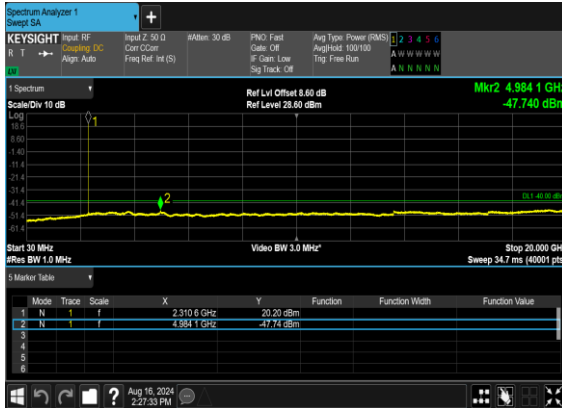 Spectrum Analyzer 1
Swept SA
+
KEYSIGHT Input: RF Input Z: 50 Ω #Atten: 30 dB PNO: Fast Avg Type: Power (RMS) 1 2 3 4 5 6
R T Coupling: DC Corr CCorr Gate: Off Avg|Hold: 100/100 A W W W W W
Align: Auto Freq Ref: Int (S) IF Gain: Low Trig: Free Run
Sig Track: Off A N N N N N
1 Spectrum Ref Lvl Offset 8.60 dB Mkr2 4.984 1 GHz
Scale/Div 10 dB Ref Level 28.60 dBm -47.740 dBm
Log
18.6
8.60
-1.40
-11.4
-21.4
-31.4
-41.4
-51.4
-61.4
1
2
DL1 -40.00 dBm
Start 30 MHz Video BW 3.0 MHz* Stop 20.000 GHz
#Res BW 1.0 MHz Sweep 34.7 ms (40001 pts)
5 Marker Table
Mode Trace Scale X Y Function Function Width Function Value
1 N 1 f 2.310 6 GHz 20.20 dBm
2 N 1 f 4.984 1 GHz -47.74 dBm
3
4
5
6
? Aug 16, 2024
2:27:33 PM